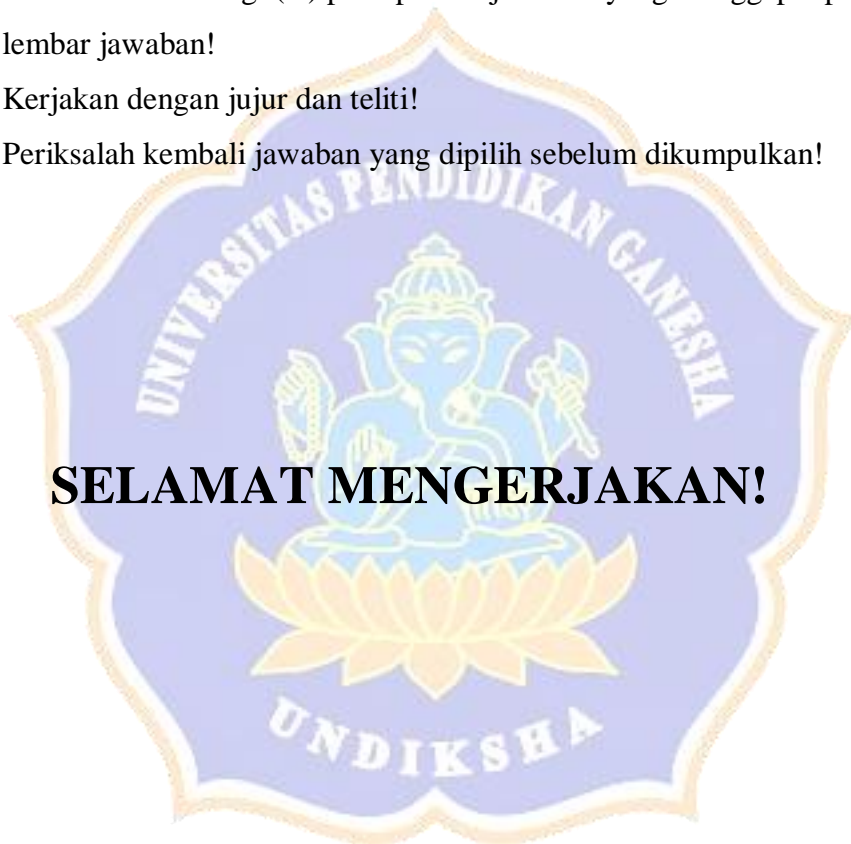 lembar jawaban!
Kerjakan dengan jujur dan teliti!
Periksalah kembali jawaban yang dipilih sebelum dikumpulkan!
UNIVERSITAS PENDIDIKAN GANESHA
SELAMAT MENGERJAKAN!
UNDIKSHA